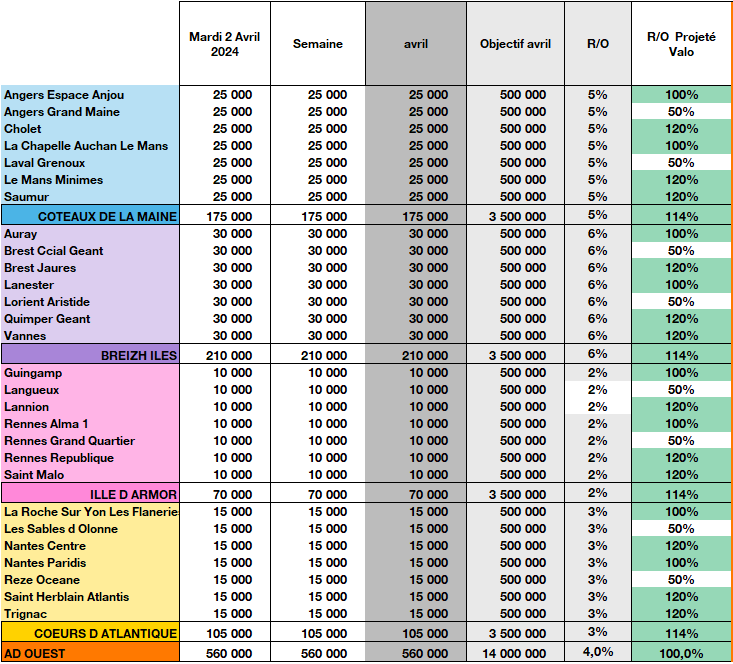 Mardi 2 Avril 2024 Semaine avril Objectif avril R/O R/O Projeté Valo
Angers Espace Anjou 25 000 25 000 25 000 500 000 5% 100%
Angers Grand Maine 25 000 25 000 25 000 500 000 5% 50%
Cholet 25 000 25 000 25 000 500 000 5% 120%
La Chapelle Auchan Le Mans 25 000 25 000 25 000 500 000 5% 100%
Laval Grenoux 25 000 25 000 25 000 500 000 5% 50%
Le Mans Minimes 25 000 25 000 25 000 500 000 5% 120%
Saumur 25 000 25 000 25 000 500 000 5% 120%
COTEAUX DE LA MAINE 175 000 175 000 175 000 3 500 000 5% 114%
Auray 30 000 30 000 30 000 500 000 6% 100%
Brest Ccial Geant 30 000 30 000 30 000 500 000 6% 50%
Brest Jaures 30 000 30 000 30 000 500 000 6% 120%
Lanester 30 000 30 000 30 000 500 000 6% 100%
Lorient Aristide 30 000 30 000 30 000 500 000 6% 50%
Quimper Geant 30 000 30 000 30 000 500 000 6% 120%
Vannes 30 000 30 000 30 000 500 000 6% 120%
BREIZH ILES 210 000 210 000 210 000 3 500 000 6% 114%
Guingamp 10 000 10 000 10 000 500 000 2% 100%
Langueux 10 000 10 000 10 000 500 000 2% 50%
Lannion 10 000 10 000 10 000 500 000 2% 120%
Rennes Alma 1 10 000 10 000 10 000 500 000 2% 100%
Rennes Grand Quartier 10 000 10 000 10 000 500 000 2% 50%
Rennes Republique 10 000 10 000 10 000 500 000 2% 120%
Saint Malo 10 000 10 000 10 000 500 000 2% 120%
ILLE D ARMOR 70 000 70 000 70 000 3 500 000 2% 114%
La Roche Sur Yon Les Flaneries 15 000 15 000 15 000 500 000 3% 100%
Les Sables d Olonne 15 000 15 000 15 000 500 000 3% 50%
Nantes Centre 15 000 15 000 15 000 500 000 3% 120%
Nantes Paridis 15 000 15 000 15 000 500 000 3% 100%
Reze Oceane 15 000 15 000 15 000 500 000 3% 50%
Saint Herblain Atlantis 15 000 15 000 15 000 500 000 3% 120%
Trignac 15 000 15 000 15 000 500 000 3% 120%
COEURS D ATLANTIQUE 105 000 105 000 105 000 3 500 000 3% 114%
AD OUEST 560 000 560 000 560 000 14 000 000 4,0% 100,0%